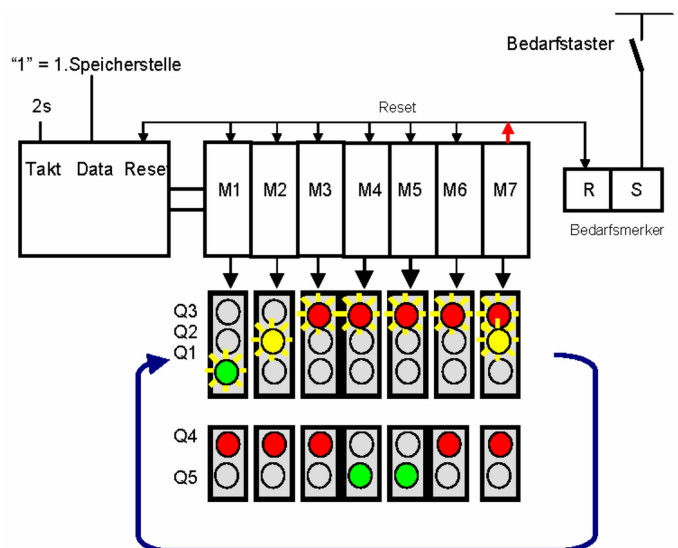 Bedarfstaster
“1” = 1.Speicherstelle
2s
Reset
Takt Data Reset
M1 M2 M3 M4 M5 M6 M7
R S
Bedarfsmerker
Q3
Q2
Q1
Q4
Q5